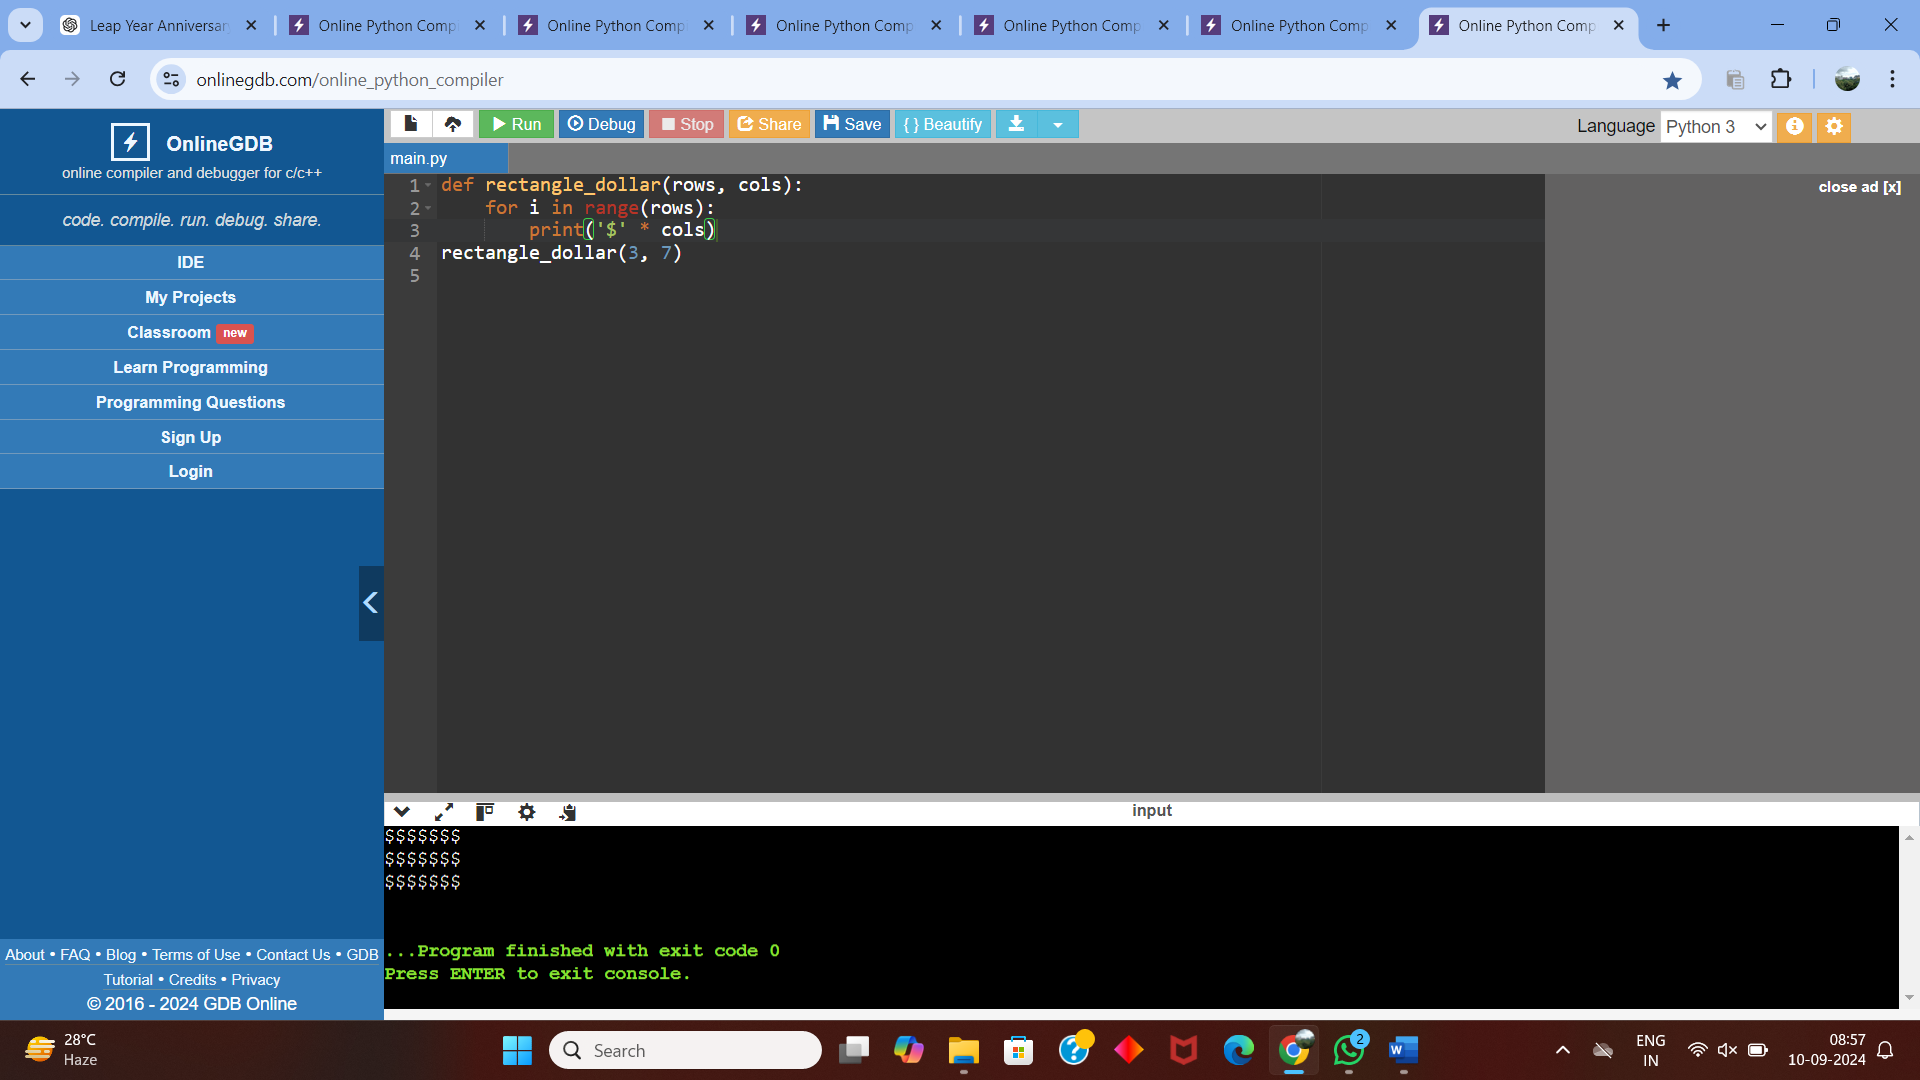 Leap Year Anniversar
Online Python Comp
Online Python Comp
Online Python Comp
Online Python Comp
Online Python Comp
Online Python Comp
onlinegdb.com/online_python_compiler
OnlineGDB
online compiler and debugger for c/c++
code. compile. run. debug. share.
IDE
My Projects
Classroom new
Learn Programming
Programming Questions
Sign Up
Login
About • FAQ • Blog • Terms of Use • Contact Us • GDB
Tutorial • Credits • Privacy
© 2016 - 2024 GDB Online
Run Debug Stop Share Save { } Beautify
Language Python 3
main.py
1 def rectangle_dollar(rows, cols):
2     for i in range(rows):
3         print('$' * cols)
4 rectangle_dollar(3, 7)
5
close ad [x]
input
$$$$$$$
$$$$$$$
$$$$$$$
...Program finished with exit code 0
Press ENTER to exit console.
28°C
Haze
Search
2
ENG
IN
08:57
10-09-2024